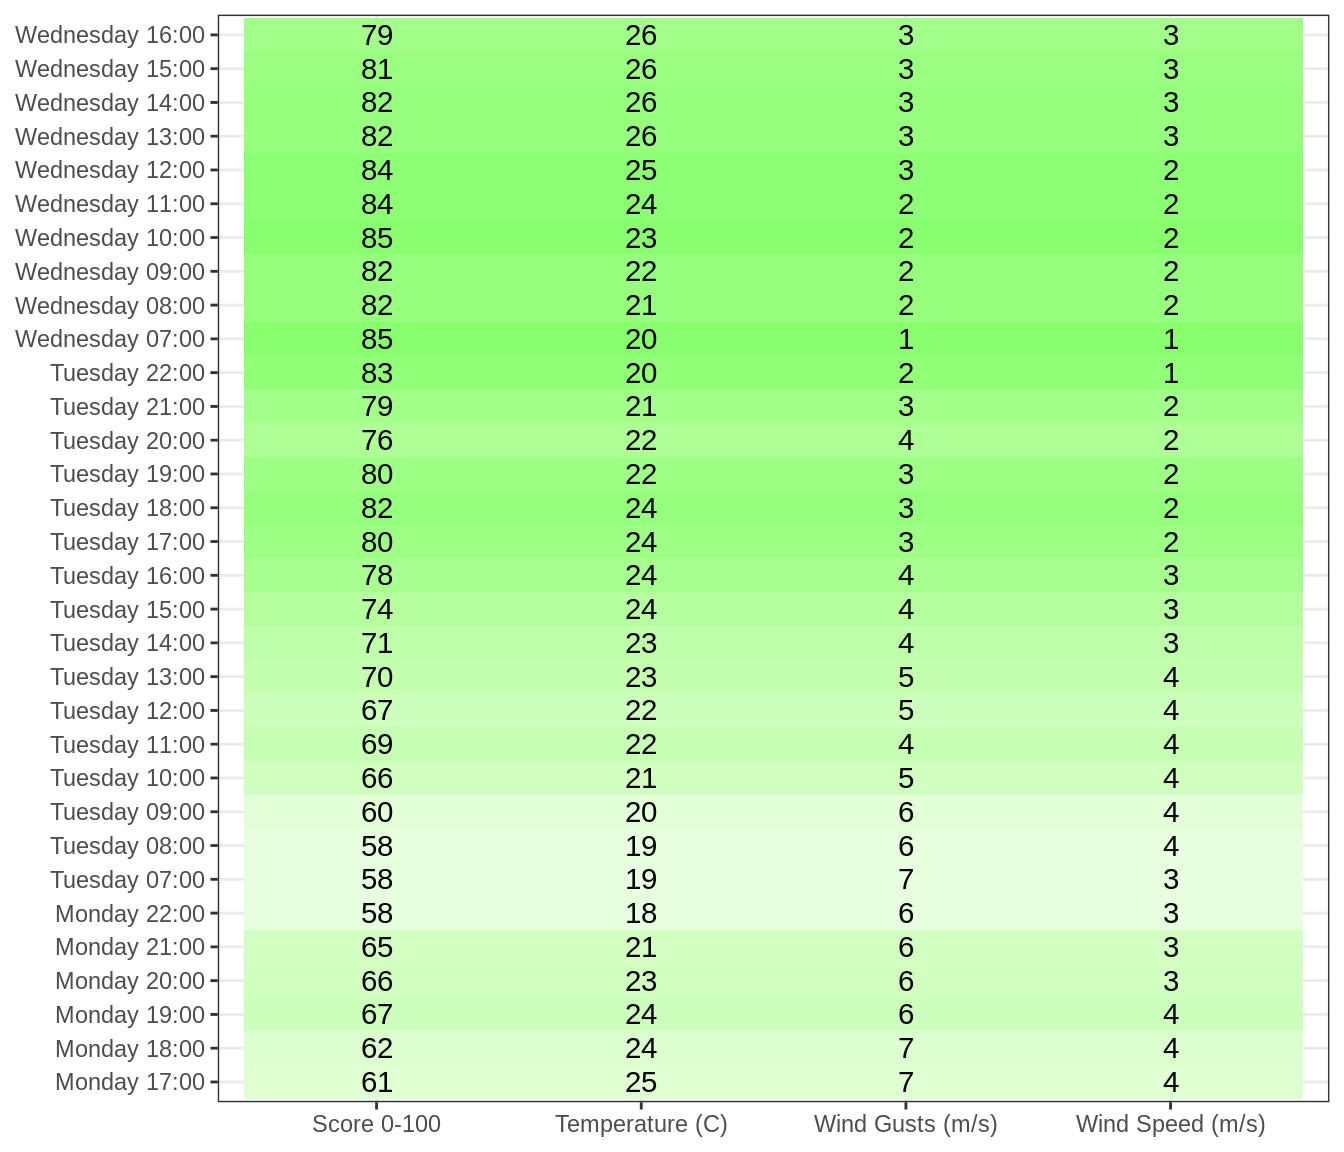 Wednesday 16:00 79 26 3 3
Wednesday 15:00 81 26 3 3
Wednesday 14:00 82 26 3 3
Wednesday 13:00 82 26 3 3
Wednesday 12:00 84 25 3 2
Wednesday 11:00 84 24 2 2
Wednesday 10:00 85 23 2 2
Wednesday 09:00 82 22 2 2
Wednesday 08:00 82 21 2 2
Wednesday 07:00 85 20 1 1
Tuesday 22:00 83 20 2 1
Tuesday 21:00 79 21 3 2
Tuesday 20:00 76 22 4 2
Tuesday 19:00 80 22 3 2
Tuesday 18:00 82 24 3 2
Tuesday 17:00 80 24 3 2
Tuesday 16:00 78 24 4 3
Tuesday 15:00 74 24 4 3
Tuesday 14:00 71 23 4 3
Tuesday 13:00 70 23 5 4
Tuesday 12:00 67 22 5 4
Tuesday 11:00 69 22 4 4
Tuesday 10:00 66 21 5 4
Tuesday 09:00 60 20 6 4
Tuesday 08:00 58 19 6 4
Tuesday 07:00 58 19 7 3
Monday 22:00 58 18 6 3
Monday 21:00 65 21 6 3
Monday 20:00 66 23 6 3
Monday 19:00 67 24 6 4
Monday 18:00 62 24 7 4
Monday 17:00 61 25 7 4
Score 0-100 Temperature (C) Wind Gusts (m/s) Wind Speed (m/s)